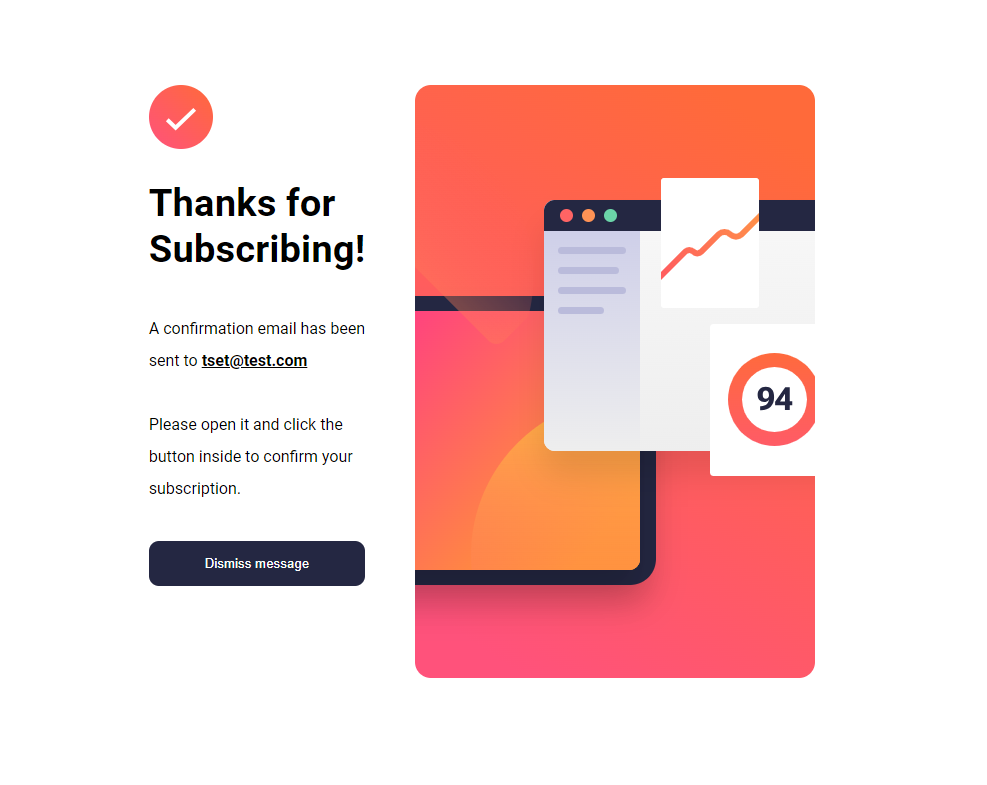 Thanks for
Subscribing!
A confirmation email has been
sent to tset@test.com
Please open it and click the
button inside to confirm your
subscription.
Dismiss message
94